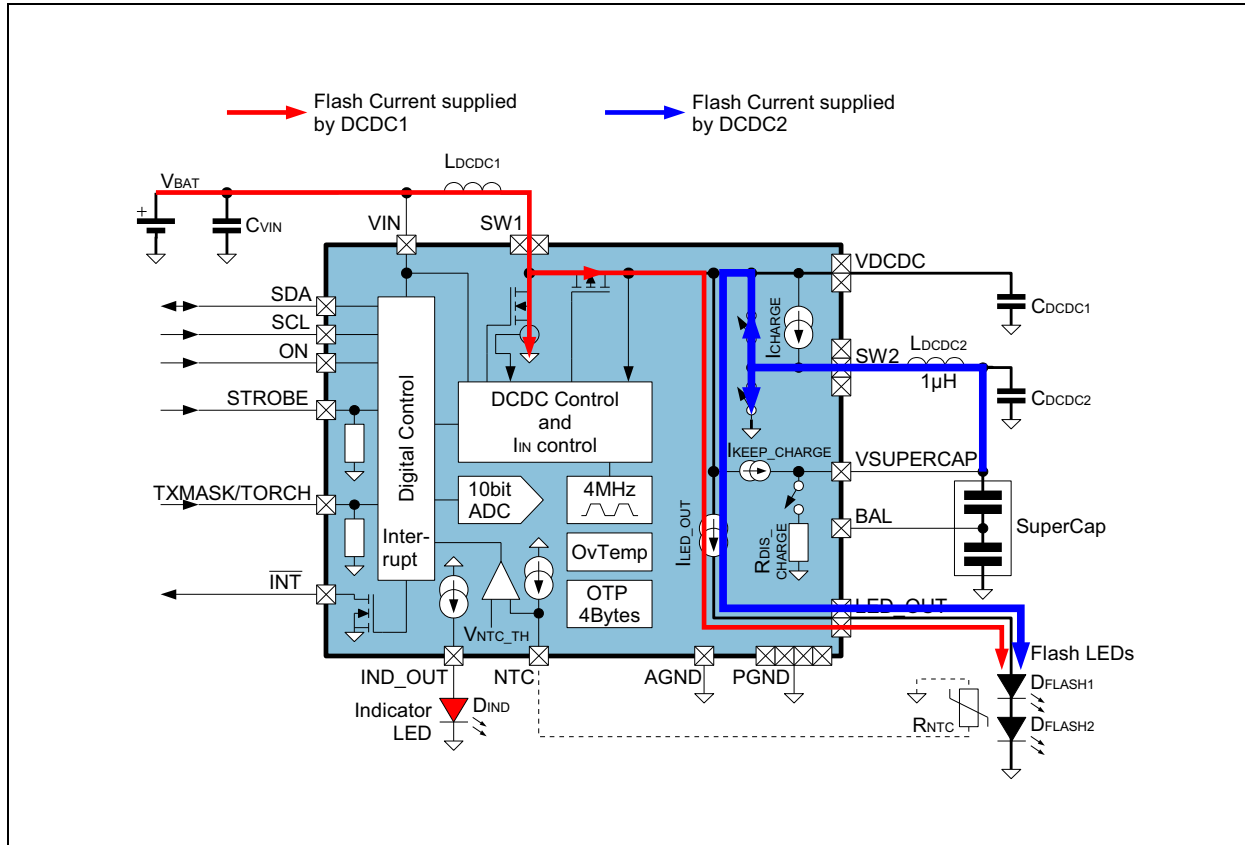 Flash Current supplied
by DCDC1
Flash Current supplied
by DCDC2
LDCDC1
VBAT
+
CVIN
VIN
SW1
VDCDC
SDA
SCL
ON
STROBE
TXMASK/TORCH
INT
Digital Control
Inter-
rupt
DCDC Control
and
IIN control
10bit
ADC
4MHz
OvTemp
OTP
4Bytes
VNTC_TH
ICHARGE
CDCDC1
SW2
LDCDC2
1µH
CDCDC2
IKEEP_CHARGE
VSUPERCAP
BAL
SuperCap
ILED_OUT
RDIS_
CHARGE
LED_OUT
Flash LEDs
DFLASH1
DFLASH2
RNTC
IND_OUT
NTC
AGND
PGND
Indicator
LED
DIND